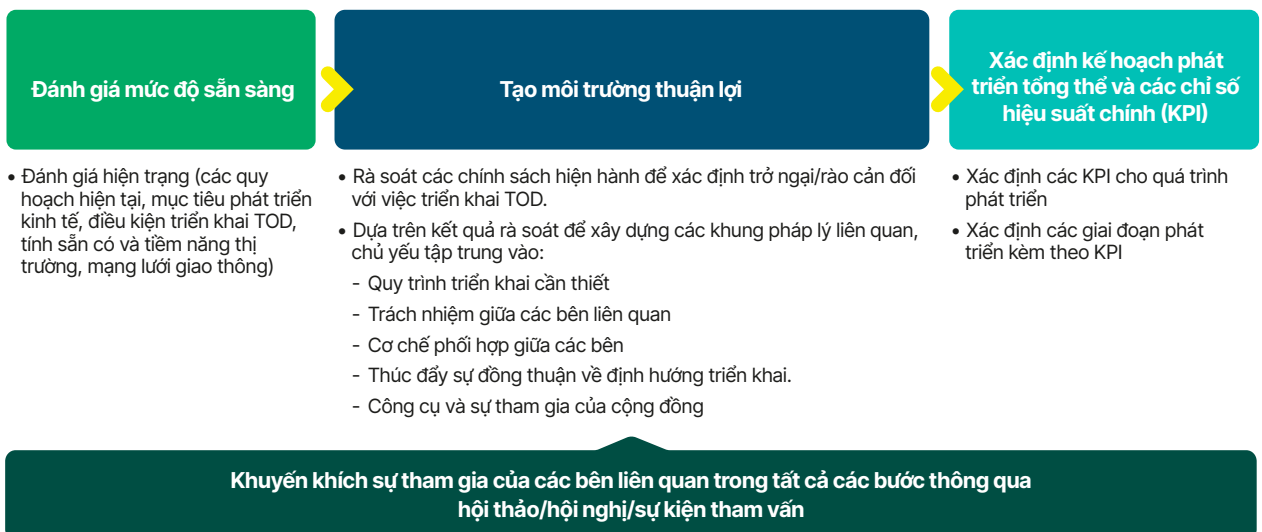 Đánh giá mức độ sẵn sàng
Tạo môi trường thuận lợi
Xác định kế hoạch phát
triển tổng thể và các chỉ số
hiệu suất chính (KPI)
• Đánh giá hiện trạng (các quy
hoạch hiện tại, mục tiêu phát triển
kinh tế, điều kiện triển khai TOD,
tính sẵn có và tiềm năng thị
trường, mạng lưới giao thông)
• Rà soát các chính sách hiện hành để xác định trở ngại/rào cản đối
với việc triển khai TOD.
• Dựa trên kết quả rà soát để xây dựng các khung pháp lý liên quan,
chủ yếu tập trung vào:
- Quy trình triển khai cần thiết
- Trách nhiệm giữa các bên liên quan
- Cơ chế phối hợp giữa các bên
- Thúc đẩy sự đồng thuận về định hướng triển khai.
- Công cụ và sự tham gia của cộng đồng
• Xác định các KPI cho quá trình
phát triển
• Xác định các giai đoạn phát
triển kèm theo KPI
Khuyến khích sự tham gia của các bên liên quan trong tất cả các bước thông qua
hội thảo/hội nghị/sự kiện tham vấn